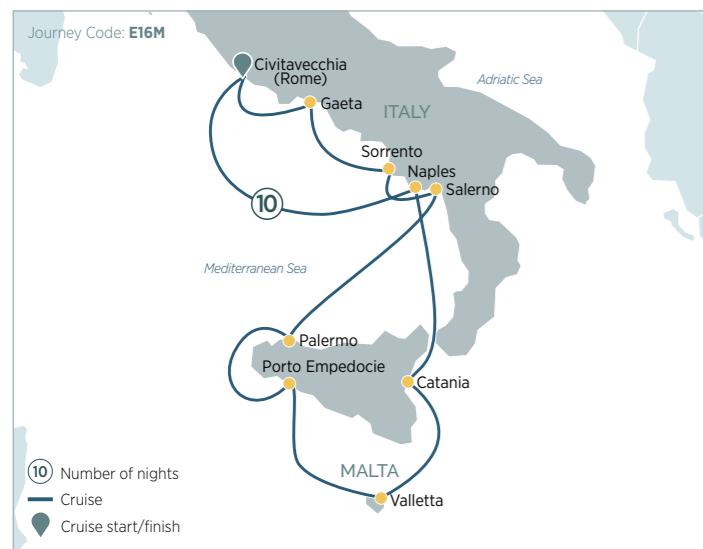 Journey Code: E16M
Civitavecchia
(Rome)
Adriatic Sea
Gaeta
ITALY
Sorrento
Naples
Salerno
10
Mediterranean Sea
Palermo
Porto Empedocie
Catania
MALTA
Valletta
10 Number of nights
Cruise
Cruise start/finish